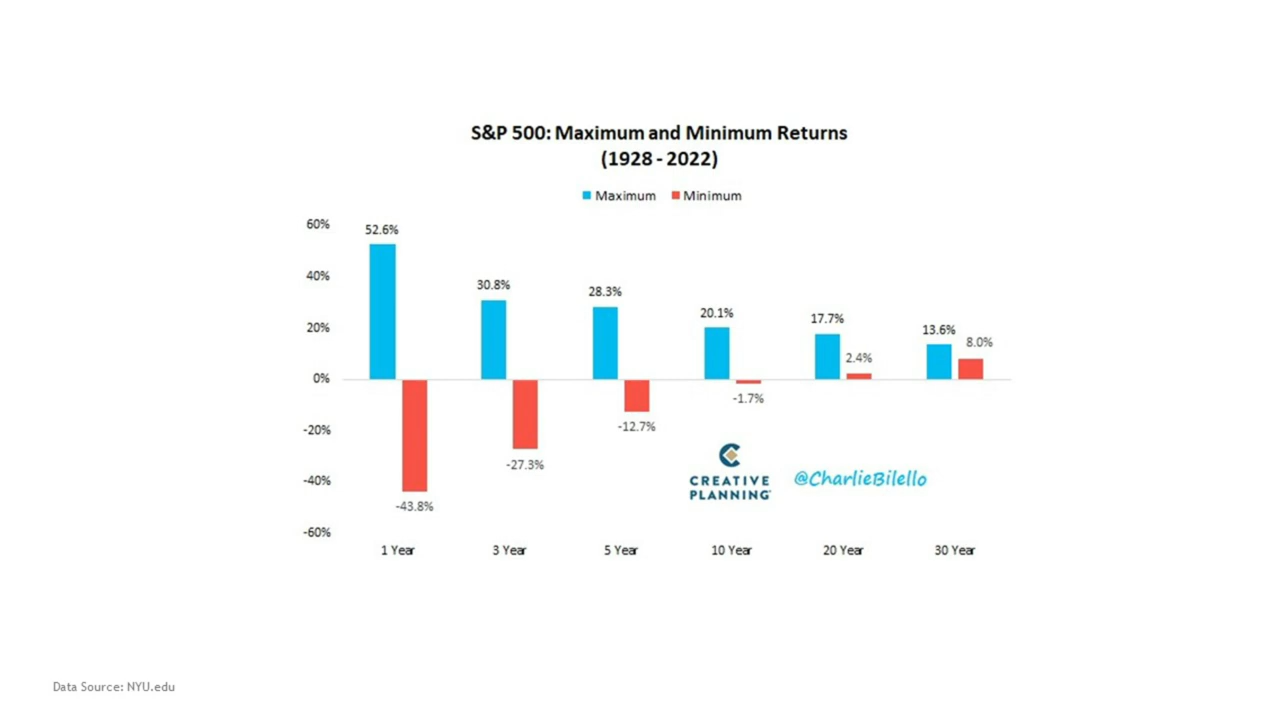 S&P 500: Maximum and Minimum Returns
(1928 - 2022)
Maximum Minimum
60%
40%
20%
0%
-20%
-40%
-60%
52.6%
-43.8%
30.8%
-27.3%
28.3%
-12.7%
20.1%
-1.7%
17.7%
2.4%
13.6%
8.0%
1 Year
3 Year
5 Year
10 Year
20 Year
30 Year
CREATIVE
PLANNING
@CharlieBilello
Data Source: NYU.edu